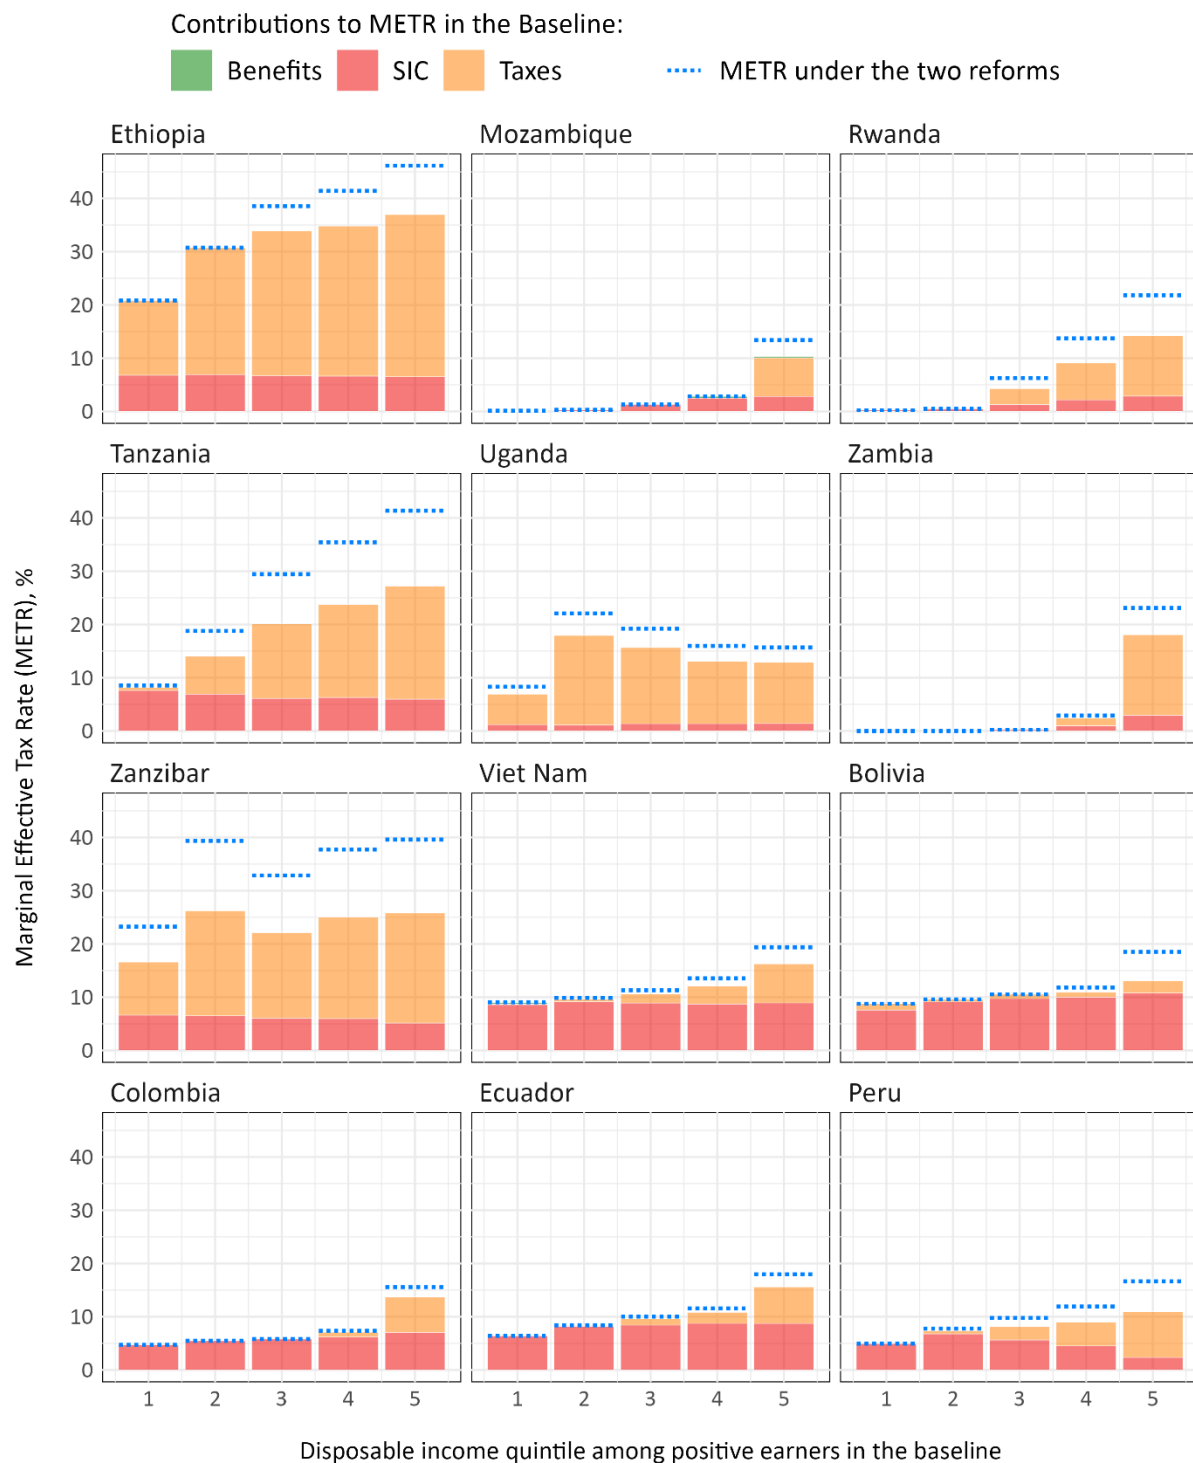 Contributions to METR in the Baseline:
Benefits SIC Taxes METR under the two reforms
Ethiopia Mozambique Rwanda
40
30
20
10
0
Tanzania Uganda Zambia
40
30
20
10
0
Marginal Effective Tax Rate (METR), %
Zanzibar Viet Nam Bolivia
40
30
20
10
0
Colombia Ecuador Peru
40
30
20
10
0
1 2 3 4 5 1 2 3 4 5 1 2 3 4 5
Disposable income quintile among positive earners in the baseline